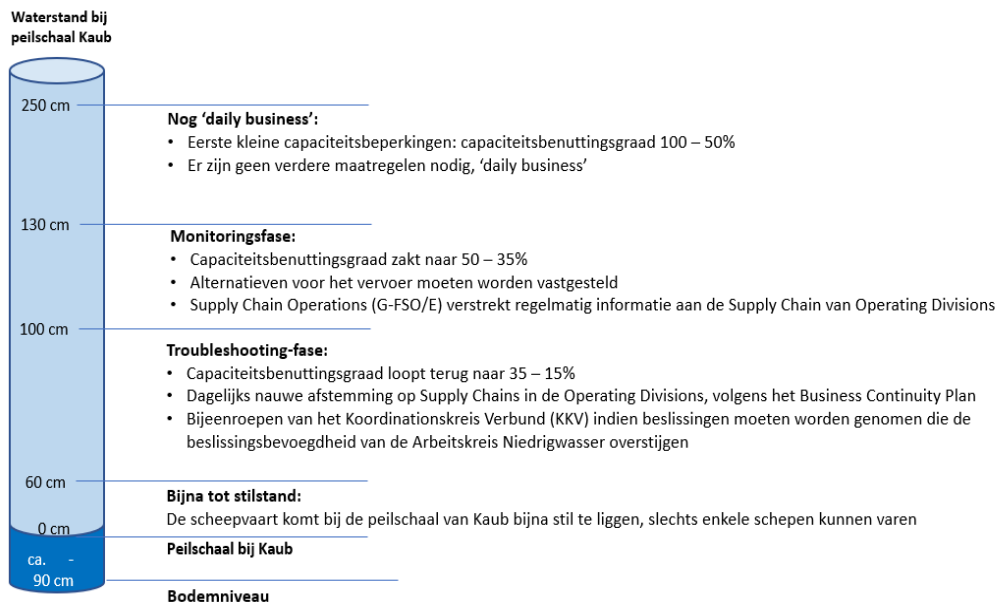 Waterstand bij
peilschaal Kaub
250 cm
Nog ‘daily business’:
• Eerste kleine capaciteitsbeperkingen: capaciteitsbenuttingsgraad 100 – 50%
• Er zijn geen verdere maatregelen nodig, ‘daily business’
130 cm
Monitoringsfase:
• Capaciteitsbenuttingsgraad zakt naar 50 – 35%
• Alternatieven voor het vervoer moeten worden vastgesteld
• Supply Chain Operations (G-FSO/E) verstrekt regelmatig informatie aan de Supply Chain van Operating Divisions
100 cm
Troubleshooting-fase:
• Capaciteitsbenuttingsgraad loopt terug naar 35 – 15%
• Dagelijks nauwe afstemming op Supply Chains in de Operating Divisions, volgens het Business Continuity Plan
• Bijeenroepen van het Koordinationskreis Verbund (KKV) indien beslissingen moeten worden genomen die de
beslissingsbevoegdheid van de Arbeitskreis Niedrigwasser overstijgen
60 cm
Bijna tot stilstand:
De scheepvaart komt bij de peilschaal van Kaub bijna stil te liggen, slechts enkele schepen kunnen varen
0 cm
Peilschaal bij Kaub
ca. -
90 cm
Bodemniveau